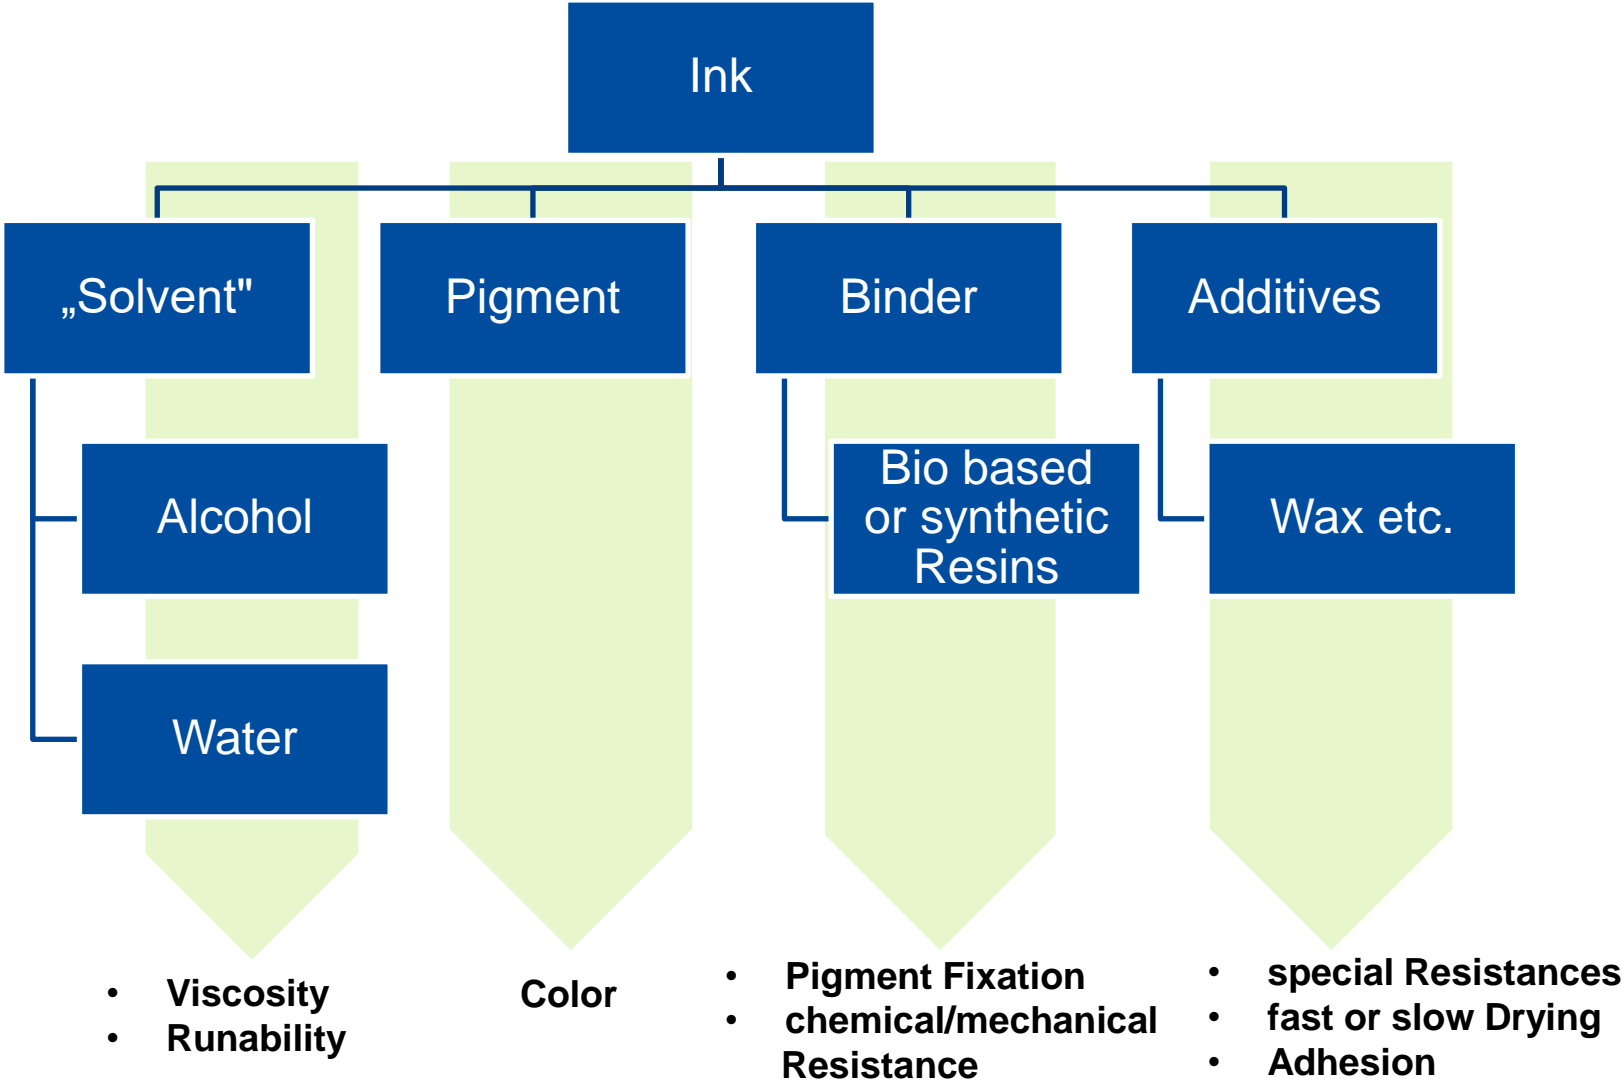 Ink
„Solvent"
Pigment
Binder
Additives
Alcohol
Bio based
or synthetic
Resins
Wax etc.
Water
• Viscosity
• Runability
Color
• Pigment Fixation
• chemical/mechanical
Resistance
• special Resistances
• fast or slow Drying
• Adhesion